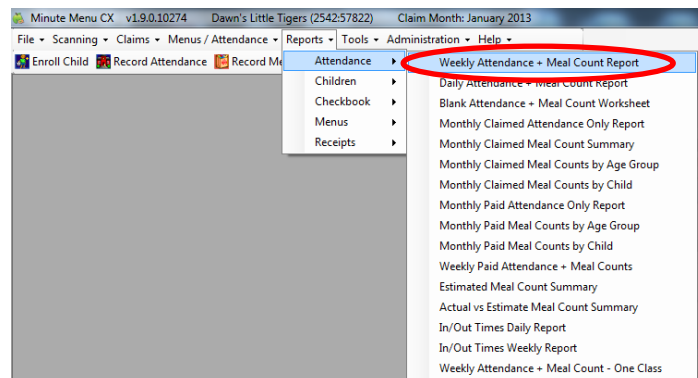 Minute Menu CX v1.9.0.10274 Dawn's Little Tigers (2542:57822) Claim Month: January 2013
File Scanning Claims Menus / Attendance Reports Tools Administration Help
Enroll Child Record Attendance Record Me
Attendance
Children
Checkbook
Menus
Receipts
Weekly Attendance + Meal Count Report
Daily Attendance + Meal Count Report
Blank Attendance + Meal Count Worksheet
Monthly Claimed Attendance Only Report
Monthly Claimed Meal Count Summary
Monthly Claimed Meal Counts by Age Group
Monthly Claimed Meal Counts by Child
Monthly Paid Attendance Only Report
Monthly Paid Meal Counts by Age Group
Monthly Paid Meal Counts by Child
Weekly Paid Attendance + Meal Counts
Estimated Meal Count Summary
Actual vs Estimate Meal Count Summary
In/Out Times Daily Report
In/Out Times Weekly Report
Weekly Attendance + Meal Count - One Class